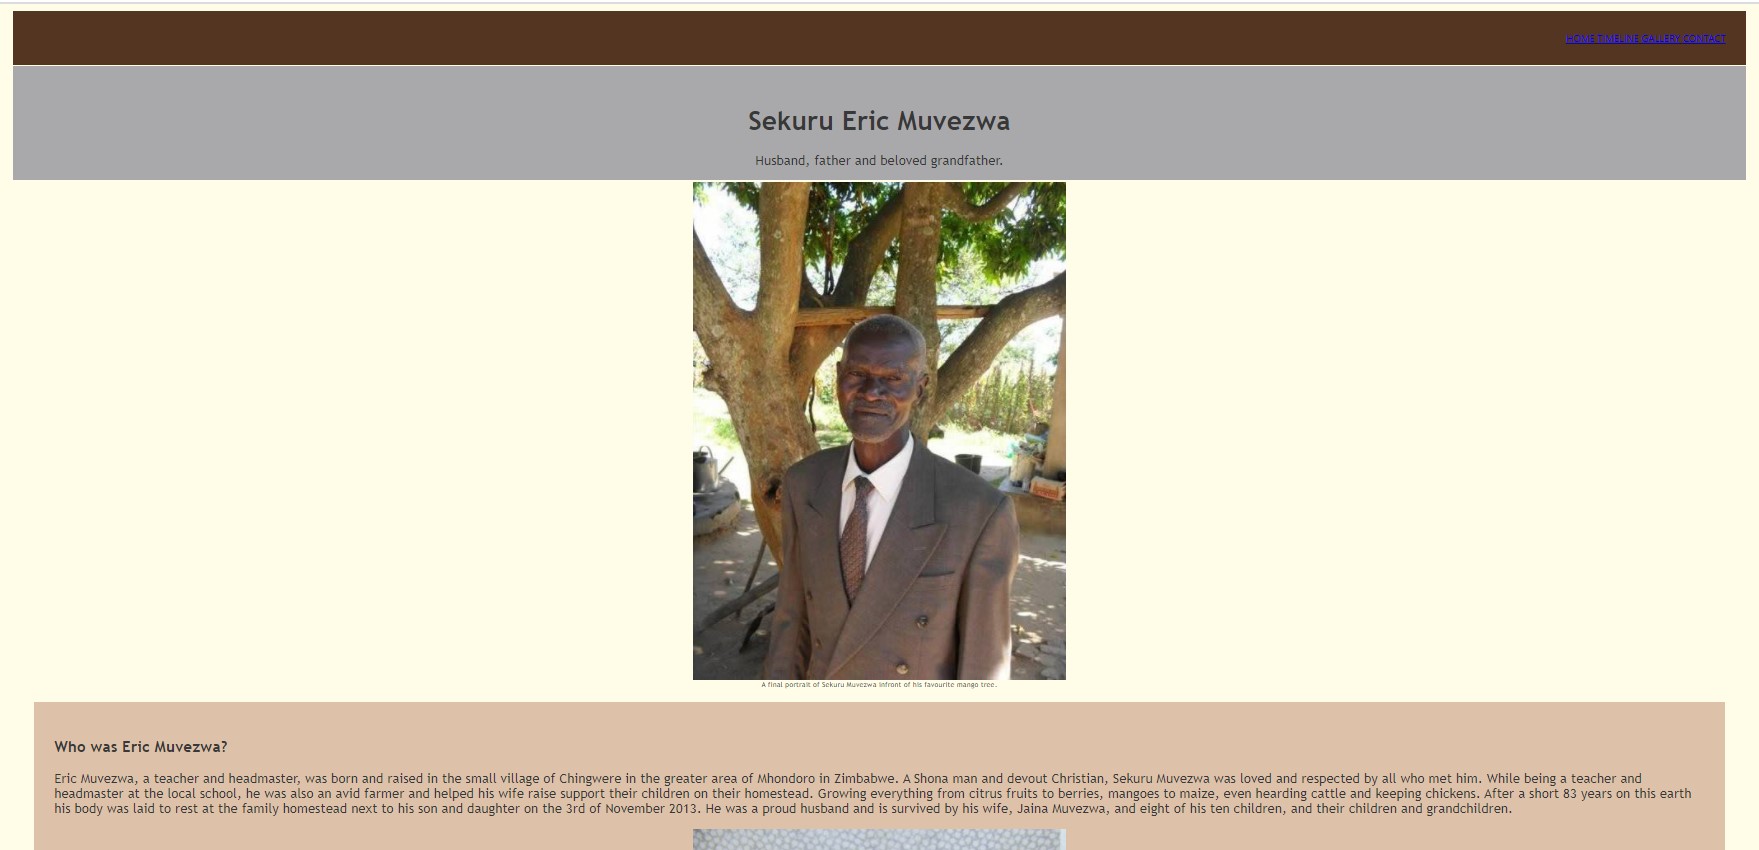 HOME TIMELINE GALLERY CONTACT
Sekuru Eric Muvezwa
Husband, father and beloved grandfather.
A final portrait of Sekuru Muvezwa infront of his favourite mango tree.
Who was Eric Muvezwa?
Eric Muvezwa, a teacher and headmaster, was born and raised in the small village of Chingwere in the greater area of Mhondoro in Zimbabwe. A Shona man and devout Christian, Sekuru Muvezwa was loved and respected by all who met him. While being a teacher and
headmaster at the local school, he was also an avid farmer and helped his wife raise support their children on their homestead. Growing everything from citrus fruits to berries, mangoes to maize, even hearding cattle and keeping chickens. After a short 83 years on this earth
his body was laid to rest at the family homestead next to his son and daughter on the 3rd of November 2013. He was a proud husband and is survived by his wife, Jaina Muvezwa, and eight of his ten children, and their children and grandchildren.